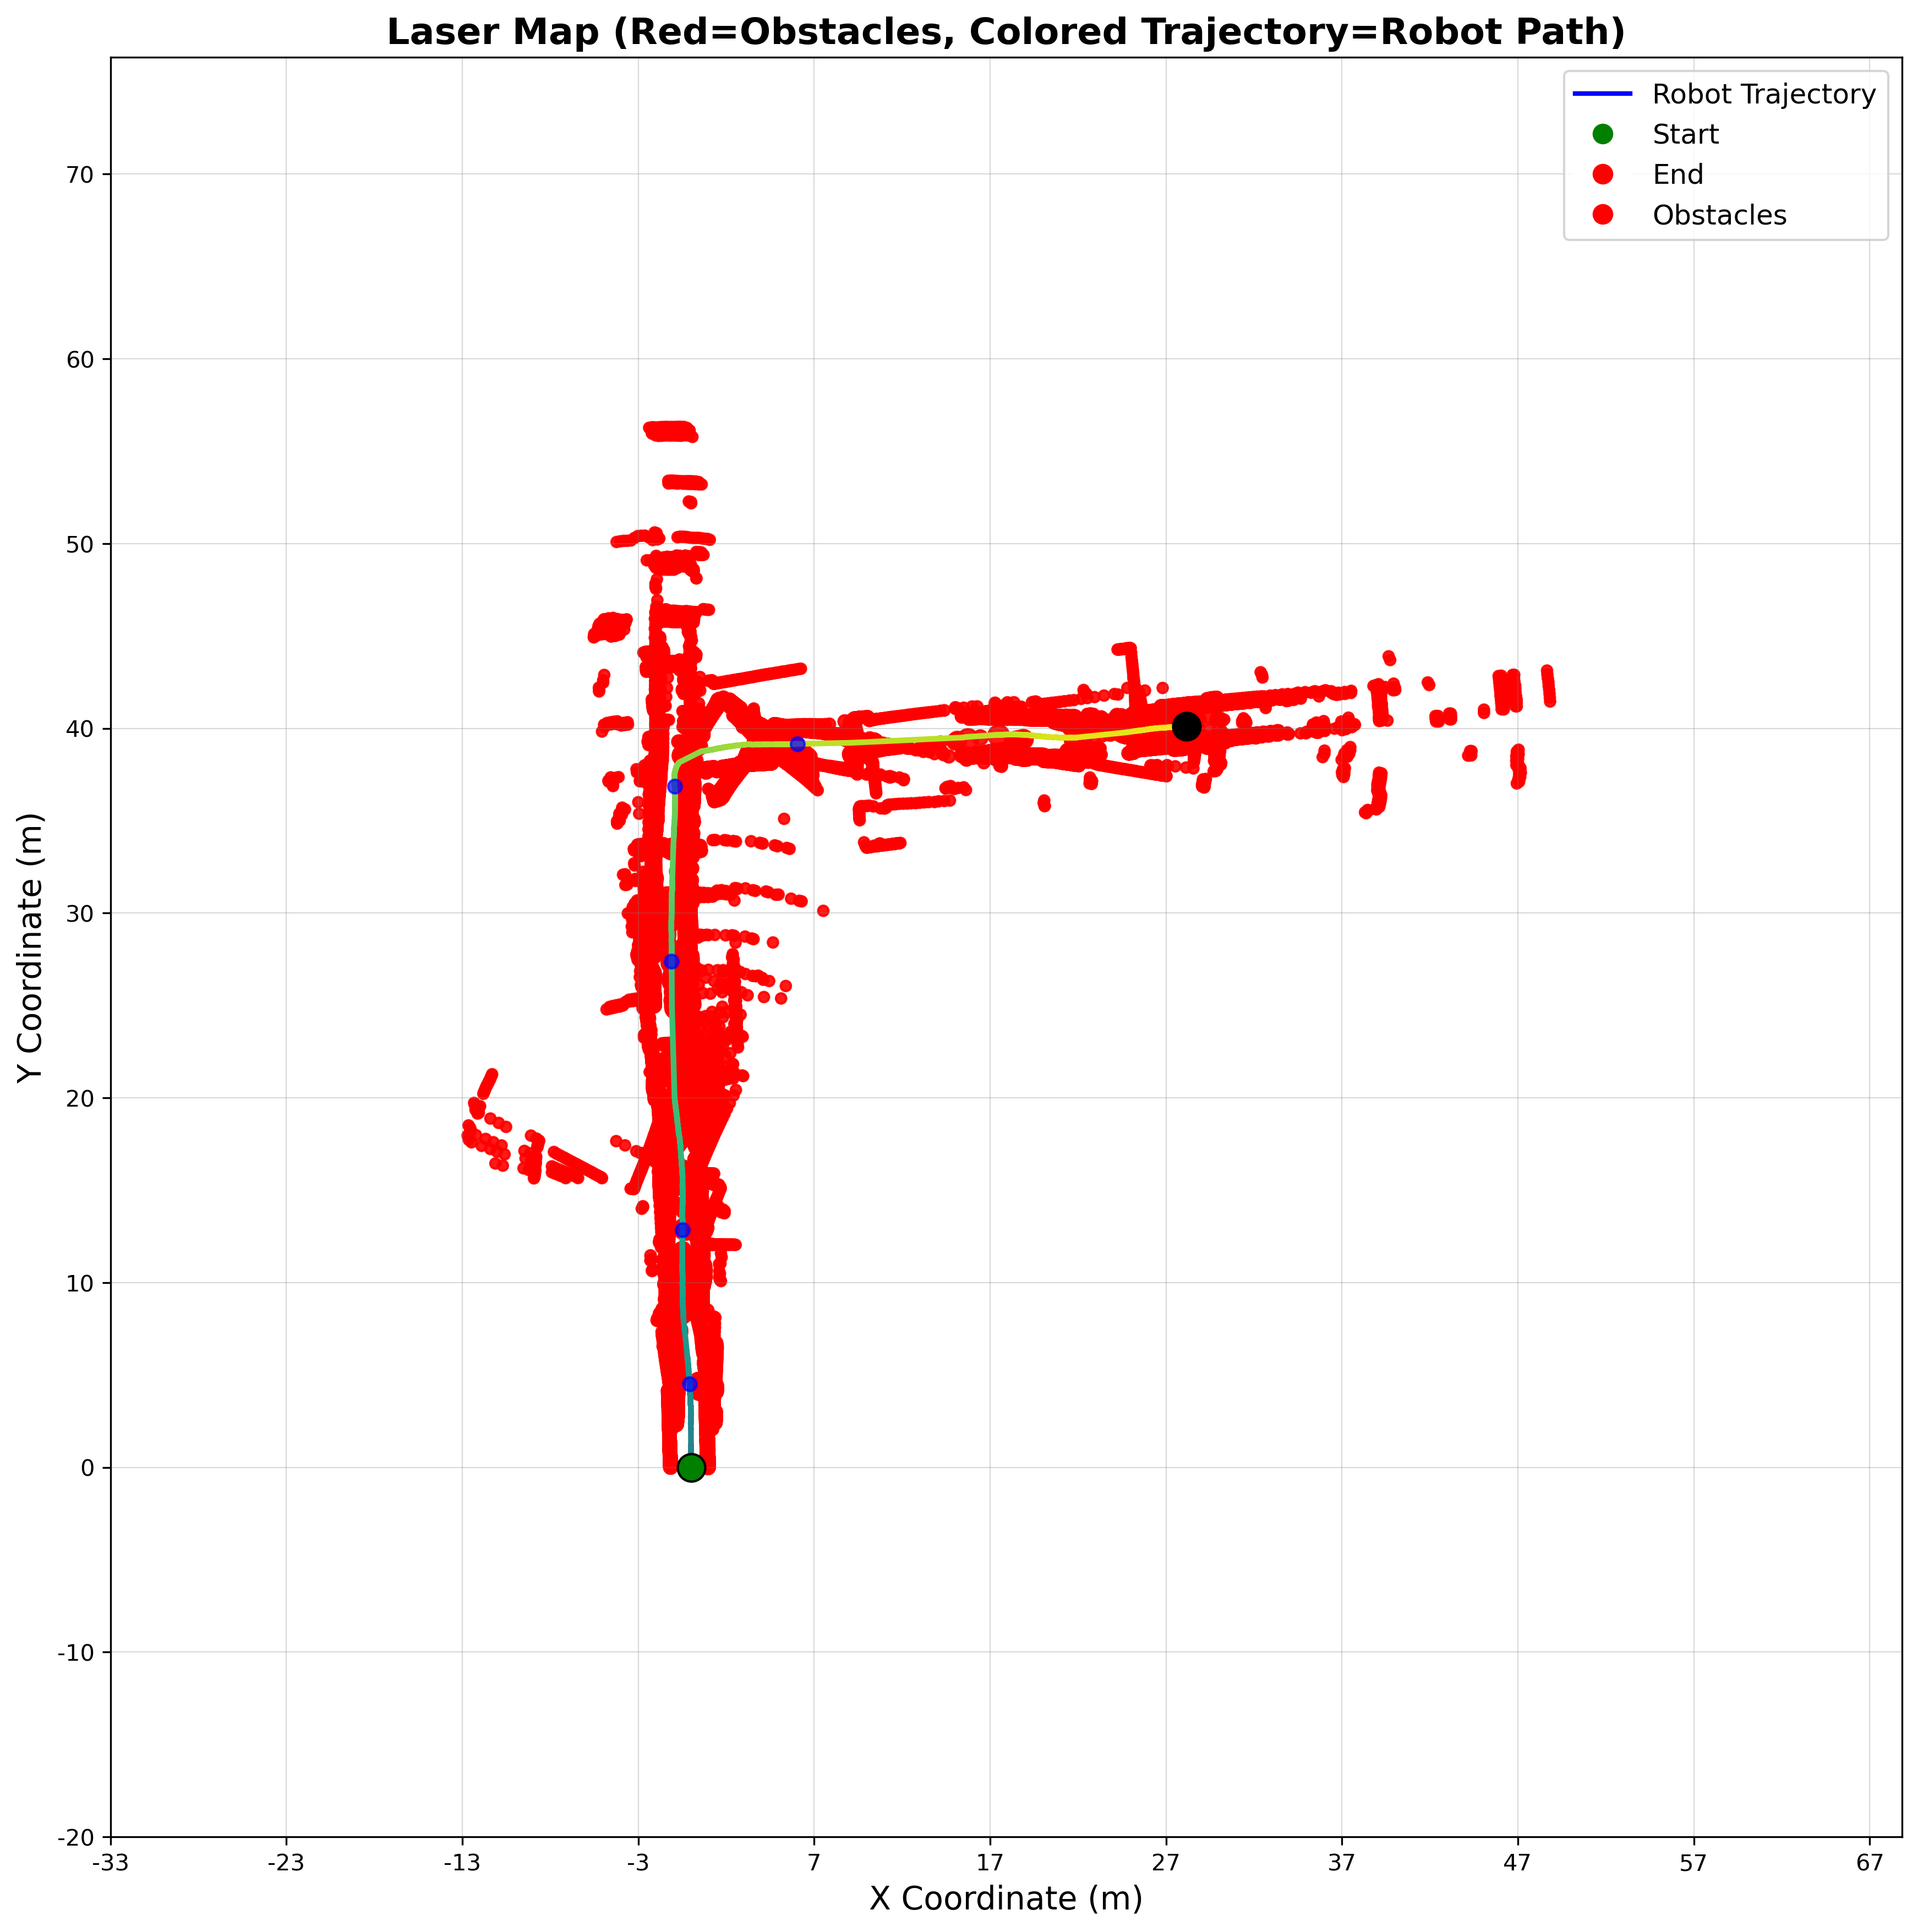 Laser Map (Red=Obstacles, Colored Trajectory=Robot Path)
Robot Trajectory
Start
End
Obstacles
70
60
50
40
30
20
10
0
-10
-20
Y Coordinate (m)
-33 -23 -13 -3 7 17 27 37 47 57 67
X Coordinate (m)